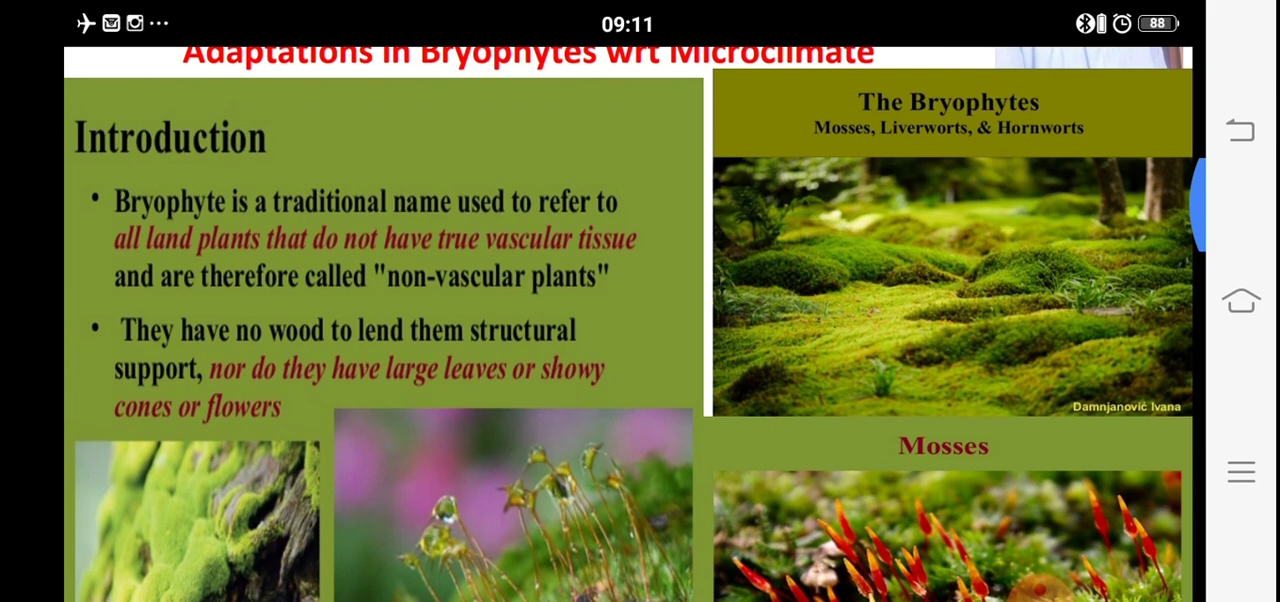 09:11
88
Adaptations in Bryophytes wrt Microclimate
Introduction
• Bryophyte is a traditional name used to refer to
all land plants that do not have true vascular tissue
and are therefore called "non-vascular plants"
• They have no wood to lend them structural
support, nor do they have large leaves or showy
cones or flowers
The Bryophytes
Mosses, Liverworts, & Hornworts
Damnjanović Ivana
Mosses